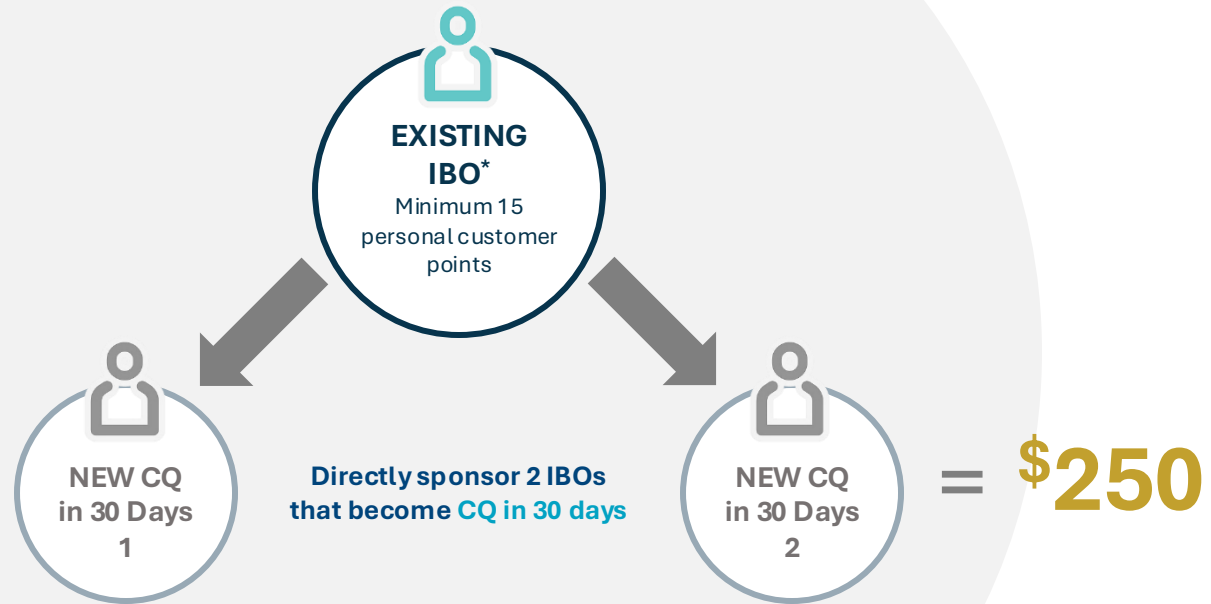 EXISTING
IBO*
Minimum 15
personal customer
points
NEW CQ
in 30 Days
1
Directly sponsor 2 IBOs
that become CQ in 30 days
NEW CQ
in 30 Days
2
= $250